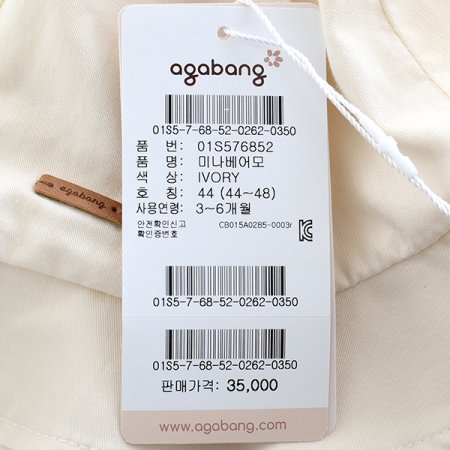 agabang
01S5-7-68-52-0262-0350
품 번: 01S576852
품 명: 미나베어모
색 상: IVORY
호 칭: 44 (44~48)
사용연령: 3~6개월
안전확인신고
확인증번호 CB015A0285-0003r
01S5-7-68-52-0262-0350
01S5-7-68-52-0262-0350
판매가격: 35,000
www.agabang.com
agabang